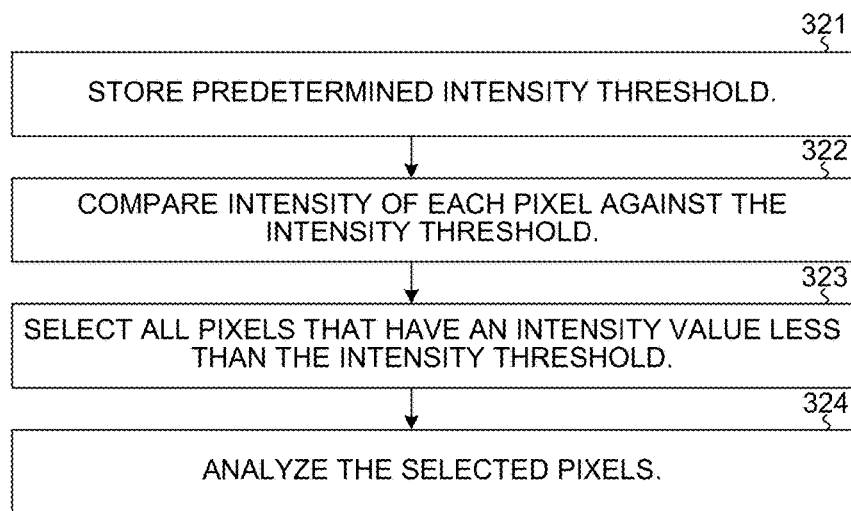 321
STORE PREDETERMINED INTENSITY THRESHOLD.
322
COMPARE INTENSITY OF EACH PIXEL AGAINST THE
INTENSITY THRESHOLD.
323
SELECT ALL PIXELS THAT HAVE AN INTENSITY VALUE LESS
THAN THE INTENSITY THRESHOLD.
324
ANALYZE THE SELECTED PIXELS.